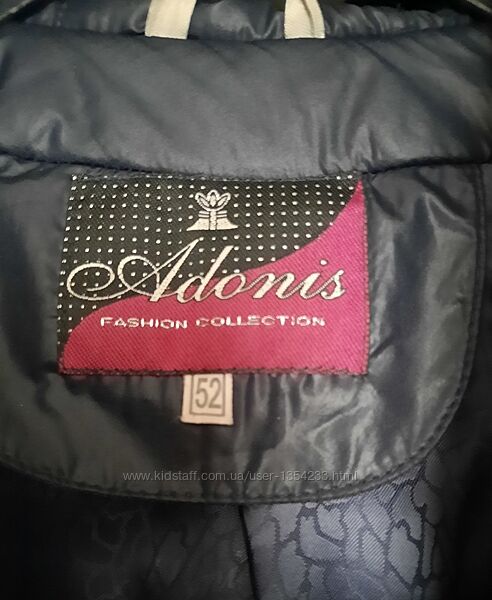 Adonis
FASHION COLLECTION
52
www.kidstaff.com.ua/user-1354233.html